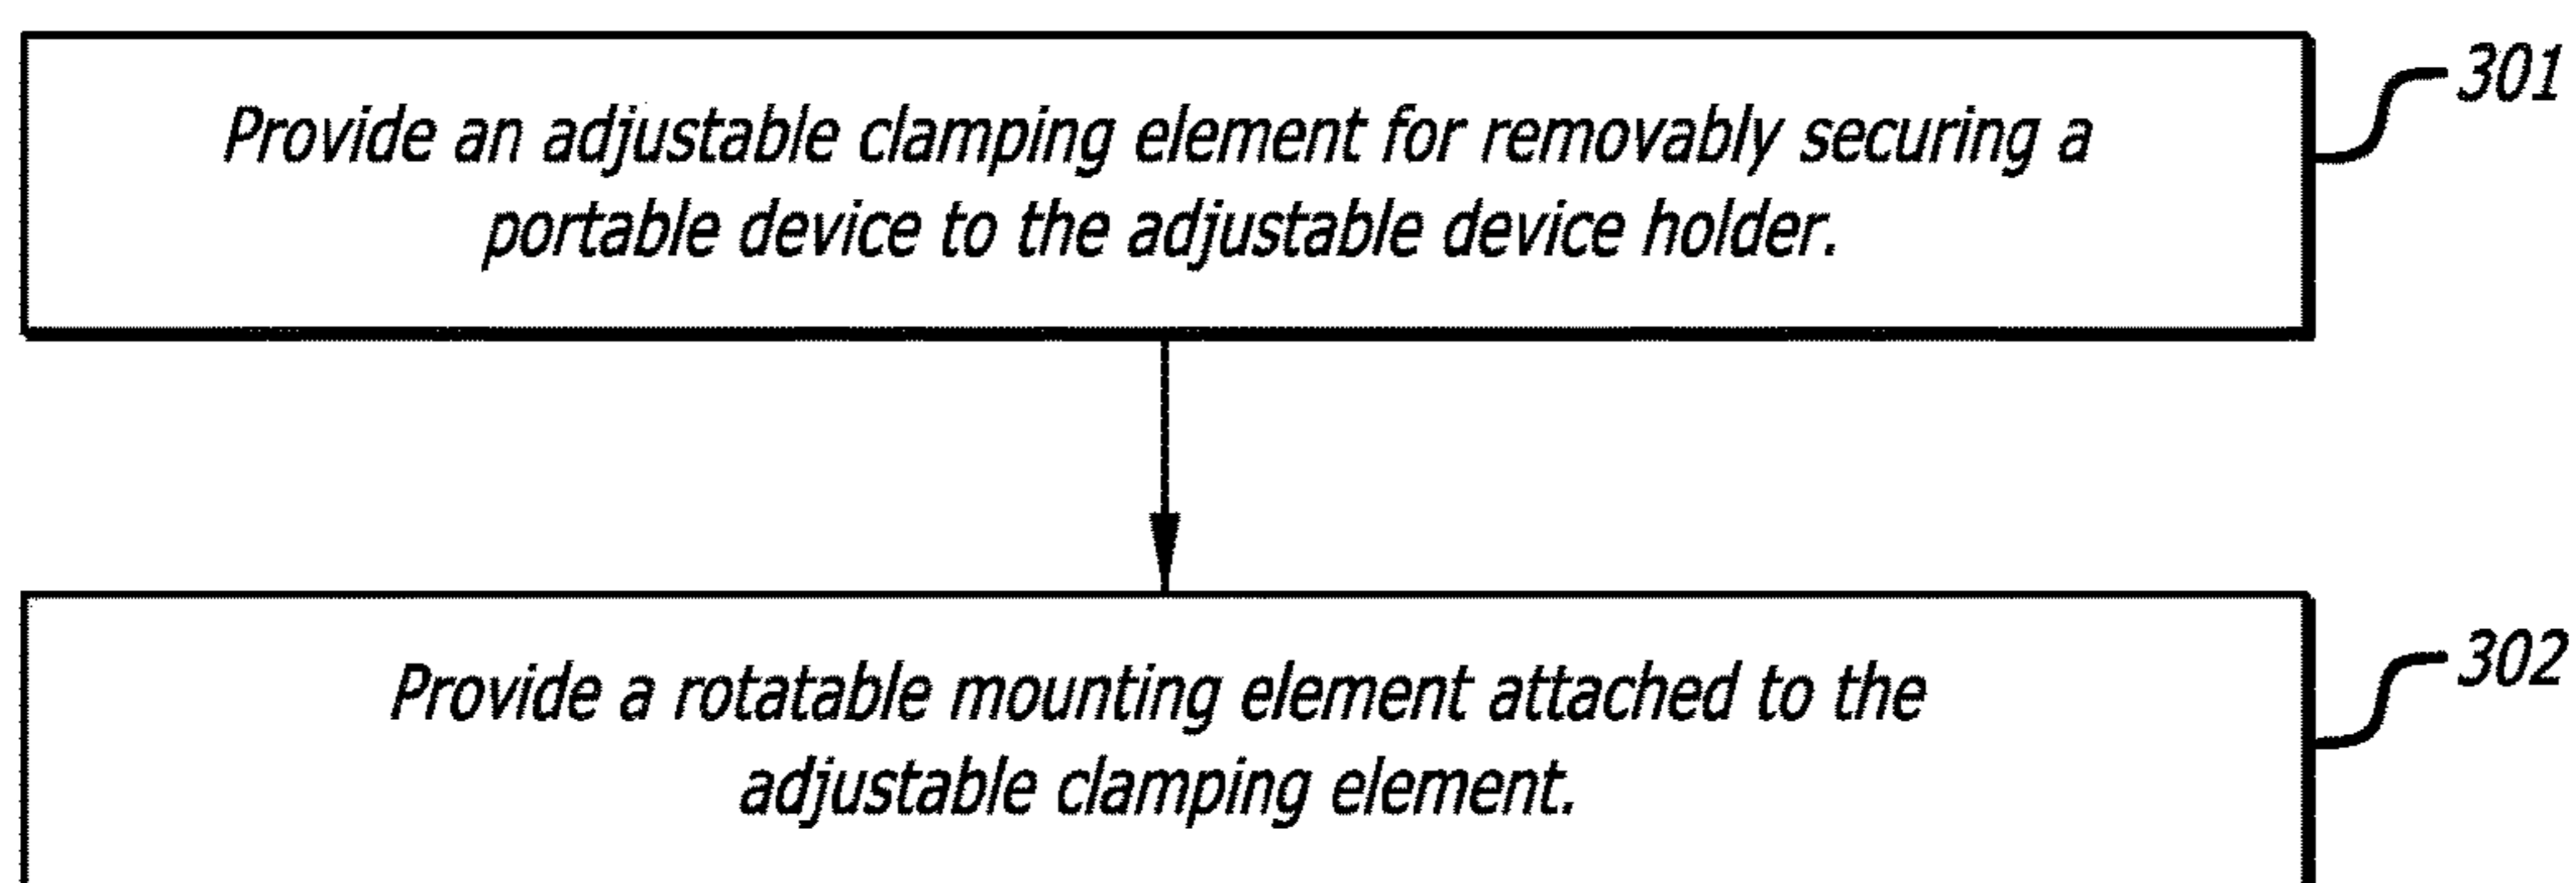 Provide an adjustable clamping element for removably securing a
portable device to the adjustable device holder.
301
Provide a rotatable mounting element attached to the
adjustable clamping element.
302